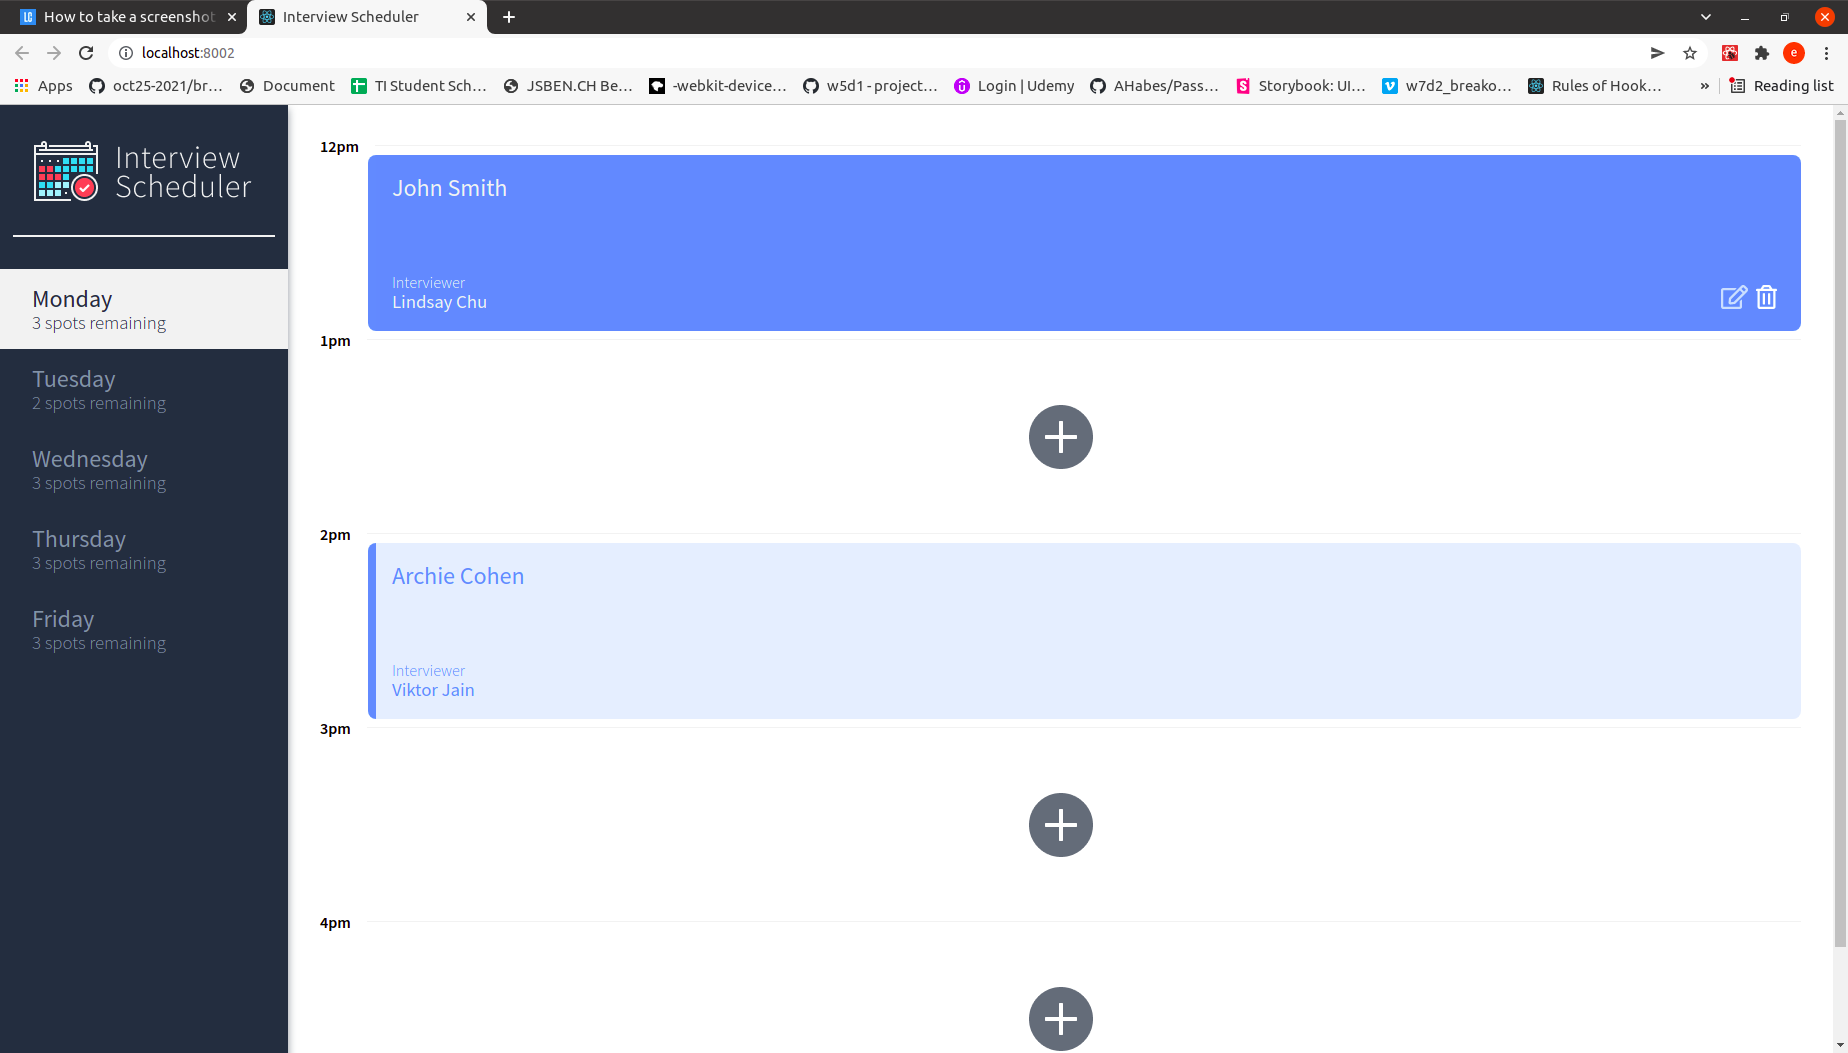 How to take a screenshot
Interview Scheduler
localhost:8002
Apps
oct25-2021/br...
Document
TI Student Sch...
JSBEN.CH Be...
-webkit-device...
w5d1 - project...
Login | Udemy
AHabes/Pass...
Storybook: UI...
w7d2_breako...
Rules of Hook...
»
Reading list
Interview
Scheduler
Monday
3 spots remaining
Tuesday
2 spots remaining
Wednesday
3 spots remaining
Thursday
3 spots remaining
Friday
3 spots remaining
12pm
John Smith
Interviewer
Lindsay Chu
1pm
2pm
Archie Cohen
Interviewer
Viktor Jain
3pm
4pm